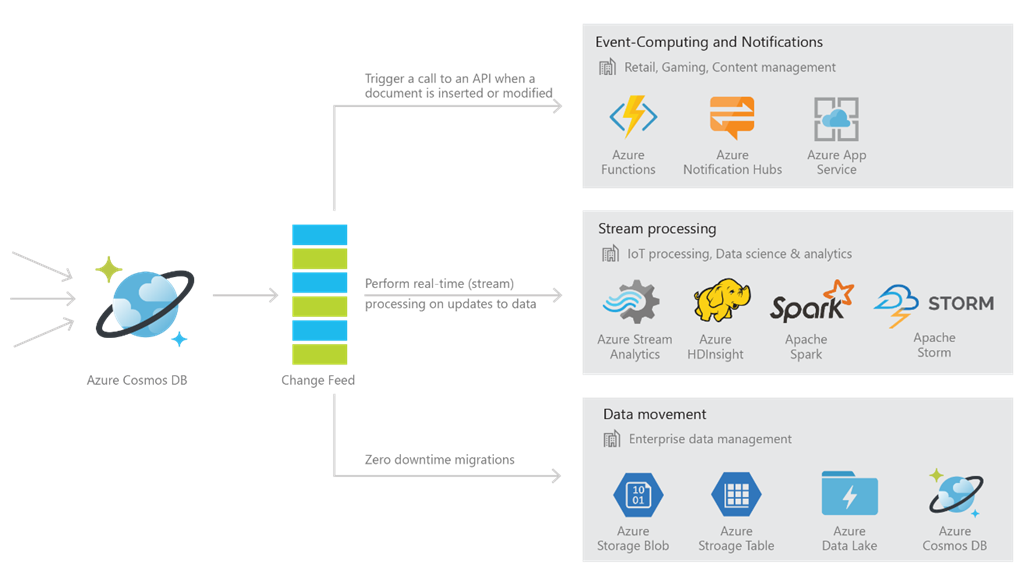 Event-Computing and Notifications
Retail, Gaming, Content management
Trigger a call to an API when a
document is inserted or modified
Azure
Functions
Azure
Notification Hubs
Azure App
Service
Stream processing
IoT processing, Data science & analytics
Perform real-time (stream)
processing on updates to data
Spark
STORM
Azure Stream
Analytics
Azure
HDInsight
Apache
Spark
Apache
Storm
Azure Cosmos DB
Change Feed
Data movement
Enterprise data management
Zero downtime migrations
10
01
Azure
Storage Blob
Azure
Stroage Table
Azure
Data Lake
Azure
Cosmos DB